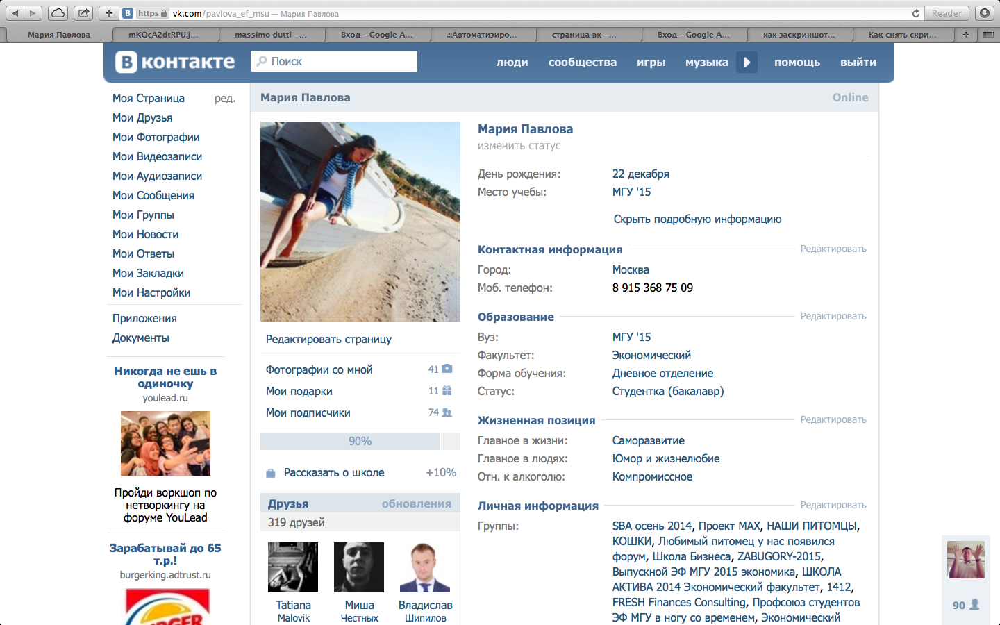 https vk.com/pavlova_ef_msu — Мария Павлова
Reader
Мария Павлова
mKQcA2dtRPU.j...
massimo dutti –...
Вход – Google A...
.::Автоматизиро...
страница вк –...
Вход – Google A...
как заскриншот...
Как снять скри...
В контакте
Поиск
люди
сообщества
игры
музыка
помощь
выйти
Моя Страница
ред.
Мои Друзья
Мои Фотографии
Мои Видеозаписи
Мои Аудиозаписи
Мои Сообщения
Мои Группы
Мои Новости
Мои Ответы
Мои Закладки
Мои Настройки
Приложения
Документы
Никогда не ешь в
одиночку
youlead.ru
Пройди воркшоп по
нетворкингу на
форуме YouLead
Зарабатывай до 65
т.р.!
burgerking.adtrust.ru
Мария Павлова
Online
Редактировать страницу
Фотографии со мной 41
Мои подарки 11
Мои подписчики 74
90%
Рассказать о школе +10%
Друзья обновления
319 друзей
Tatiana
Malovik
Миша
Честных
Владислав
Шипилов
Мария Павлова
изменить статус
День рождения: 22 декабря
Место учебы: МГУ '15
Скрыть подробную информацию
Контактная информация Редактировать
Город: Москва
Моб. телефон: 8 915 368 75 09
Образование Редактировать
Вуз: МГУ '15
Факультет: Экономический
Форма обучения: Дневное отделение
Статус: Студентка (бакалавр)
Жизненная позиция Редактировать
Главное в жизни: Саморазвитие
Главное в людях: Юмор и жизнелюбие
Отн. к алкоголю: Компромиссное
Личная информация Редактировать
Группы: SBA осень 2014, Проект MAX, НАШИ ПИТОМЦЫ,
КОШКИ, Любимый питомец у нас появился
форум, Школа Бизнеса, ZABUGORY-2015,
Выпускной ЭФ МГУ 2015 экономика, ШКОЛА
АКТИВА 2014 Экономический факультет, 1412,
FRESH Finances Consulting, Профсоюз студентов
ЭФ МГУ в ногу со временем, Экономический
90